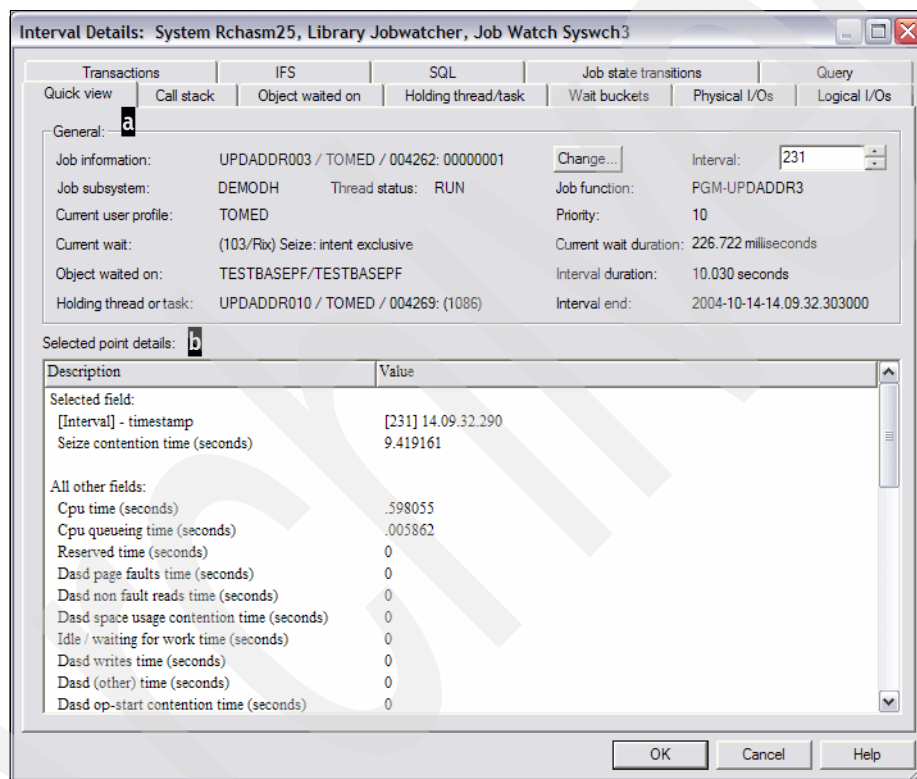 Interval Details: System Rchasm25, Library Jobwatcher, Job Watch Syswch3
Transactions IFS SQL Job state transitions Query
Quick view Call stack Object waited on Holding thread/task Wait buckets Physical I/Os Logical I/Os
a
General:
Job information: UPDADDR003 / TOMED / 004262: 00000001 Change... Interval: 231
Job subsystem: DEMODH Thread status: RUN Job function: PGM-UPDADDR3
Current user profile: TOMED Priority: 10
Current wait: (103/Rix) Seize: intent exclusive Current wait duration: 226.722 milliseconds
Object waited on: TESTBASEPF/TESTBASEPF Interval duration: 10.030 seconds
Holding thread or task: UPDADDR010 / TOMED / 004269: (1086) Interval end: 2004-10-14-14.09.32.303000
Selected point details: b
Description Value
Selected field:
[Interval] - timestamp [231] 14.09.32.290
Seize contention time (seconds) 9.419161
All other fields:
Cpu time (seconds) .598055
Cpu queueing time (seconds) .005862
Reserved time (seconds) 0
Dasd page faults time (seconds) 0
Dasd non fault reads time (seconds) 0
Dasd space usage contention time (seconds) 0
Idle / waiting for work time (seconds) 0
Dasd writes time (seconds) 0
Dasd (other) time (seconds) 0
Dasd op-start contention time (seconds) 0
OK Cancel Help